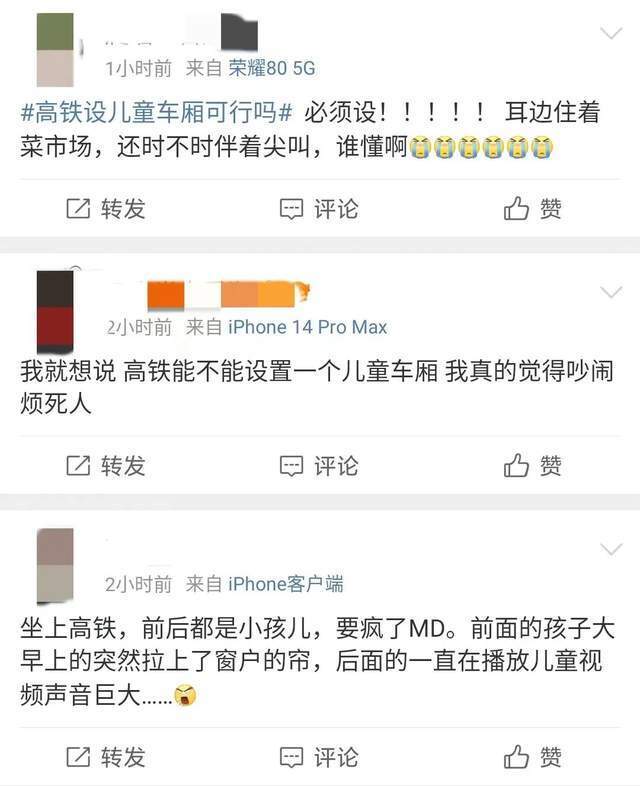 1小时前 来自 荣耀80 5G
#高铁设儿童车厢可行吗# 必须设！！！！！ 耳边住着
菜市场，还时不时伴着尖叫，谁懂啊😭😭😭😭😭😭
转发 评论 赞
2小时前 来自 iPhone 14 Pro Max
我就想说 高铁能不能设置一个儿童车厢 我真的觉得吵闹
烦死人
转发 评论 赞
2小时前 来自 iPhone客户端
坐上高铁，前后都是小孩儿，要疯了MD。前面的孩子大
早上的突然拉上了窗户的帘，后面的一直在播放儿童视
频声音巨大......
转发 评论 赞